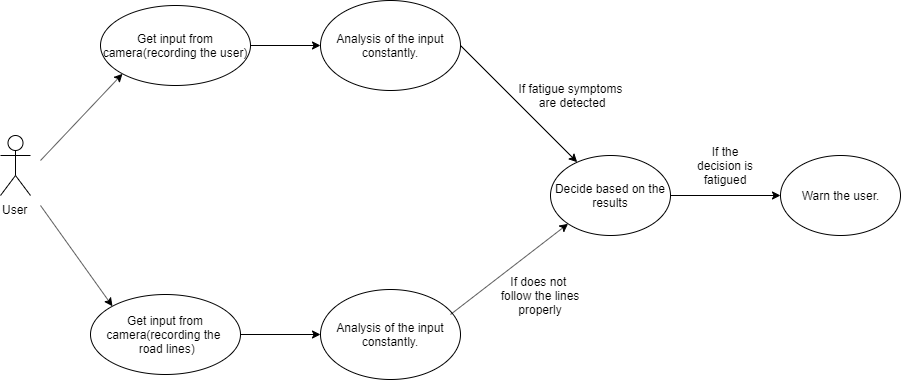 Get input from
camera(recording the user)
Analysis of the input
constantly.
If fatigue symptoms
are detected
User
Decide based on the
results
If the
decision is
fatigued
Warn the user.
If does not
follow the lines
properly
Get input from
camera(recording the
road lines)
Analysis of the input
constantly.